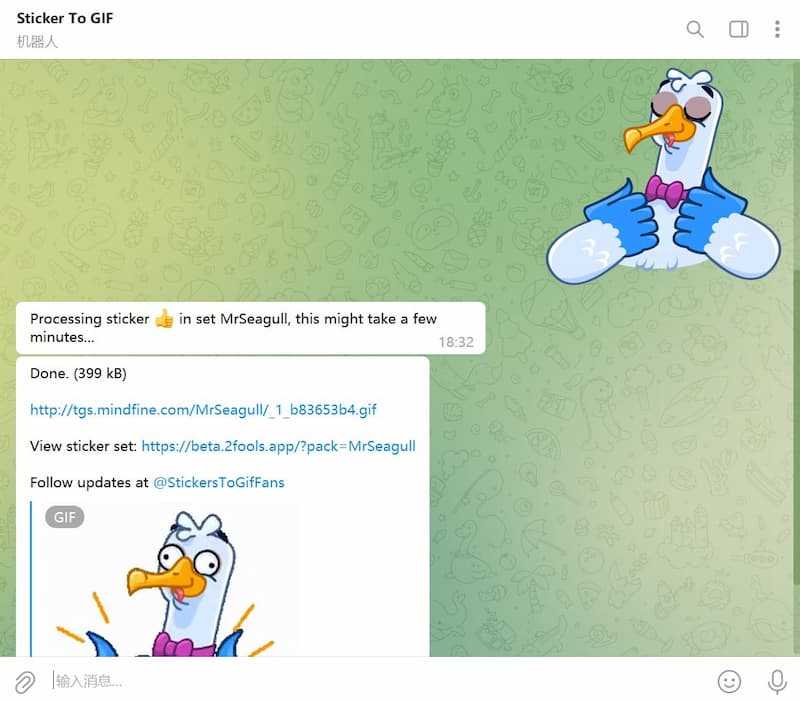 Sticker To GIF
机器人
Processing sticker 👍 in set MrSeagull, this might take a few
minutes...
18:32
Done. (399 kB)
http://tgs.mindfine.com/MrSeagull/_1_b83653b4.gif
View sticker set: https://beta.2fools.app/?pack=MrSeagull
Follow updates at @StickersToGifFans
GIF
输入消息...